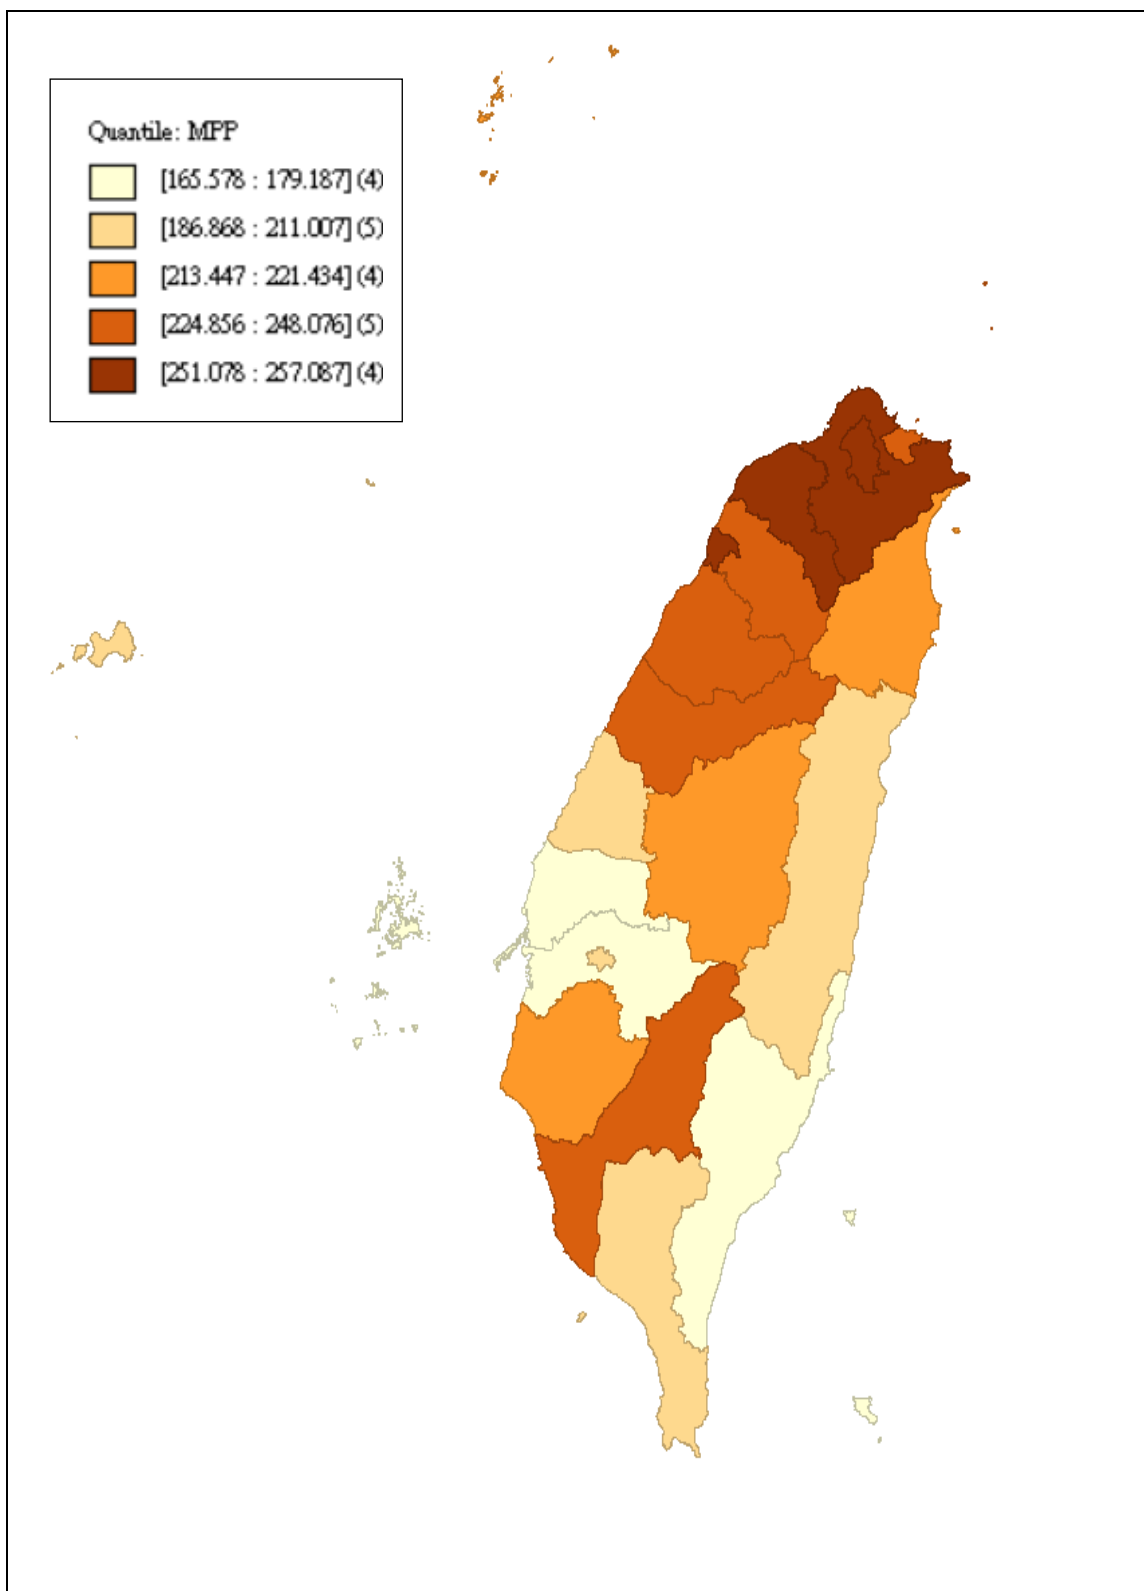 Quantile: MPP
[165.578 : 179.187] (4)
[186.868 : 211.007] (5)
[213.447 : 221.434] (4)
[224.856 : 248.076] (5)
[251.078 : 257.087] (4)